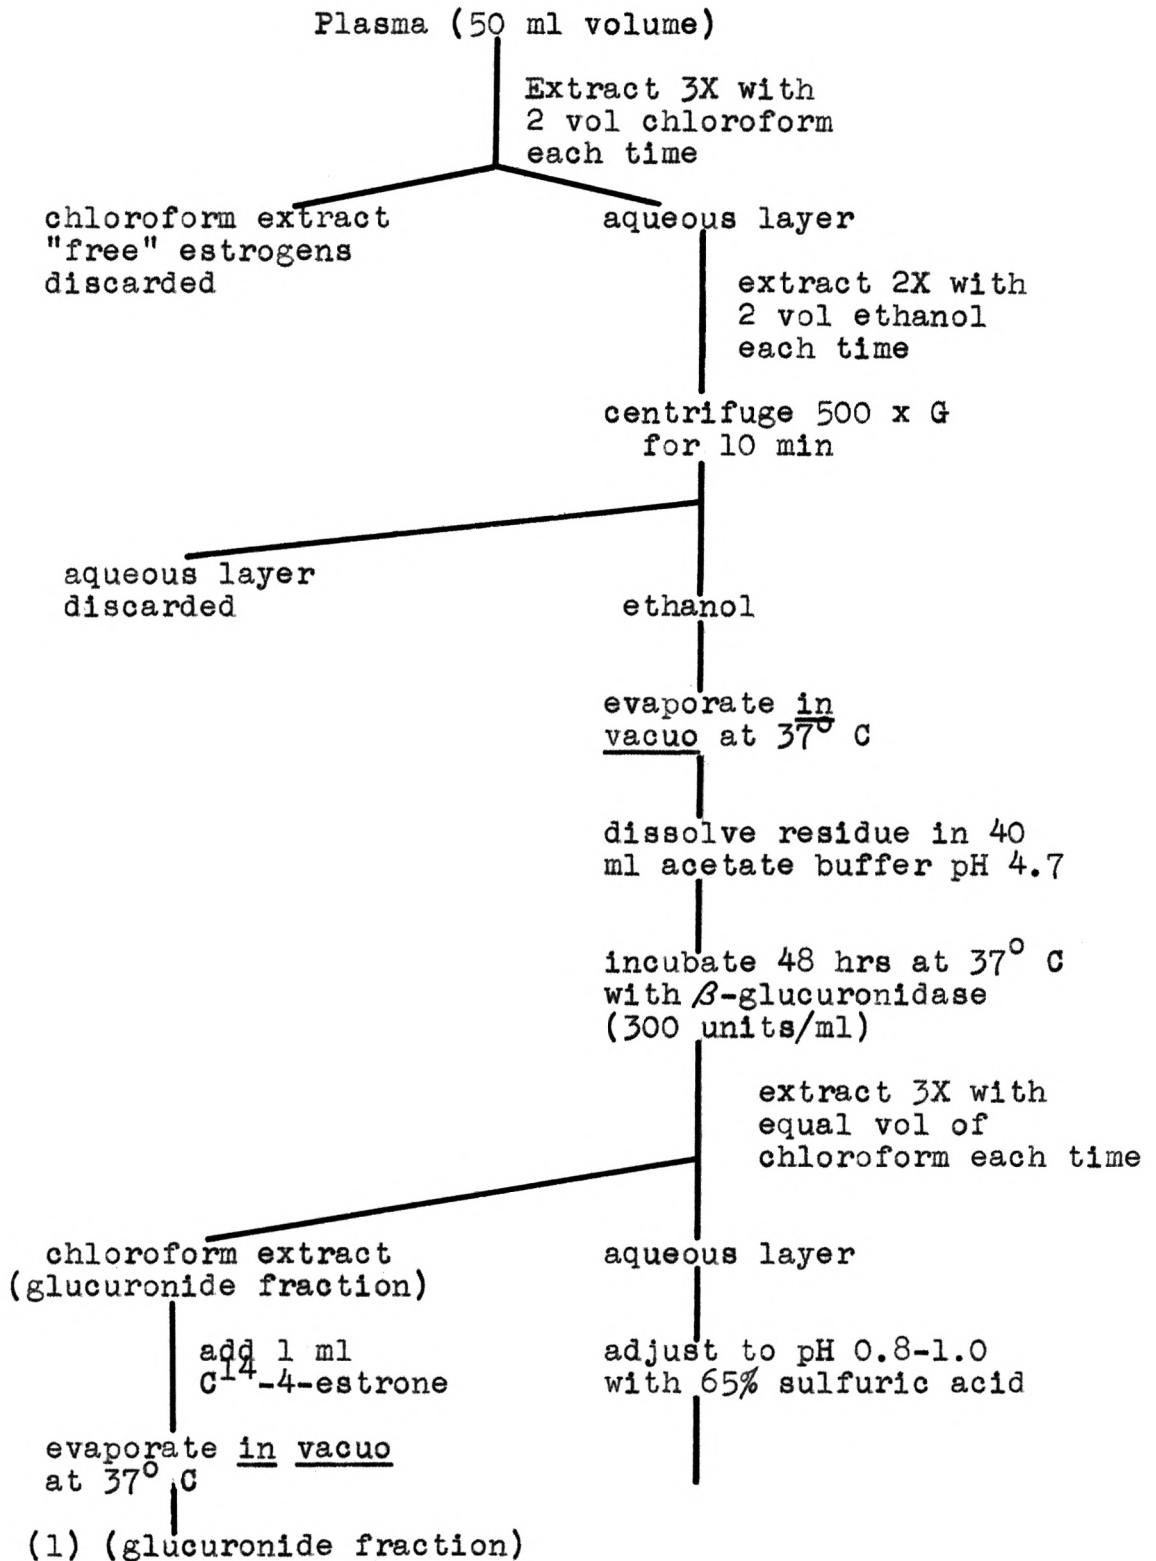 Plasma (50 ml volume)
Extract 3X with
2 vol chloroform
each time
chloroform extract
"free" estrogens
discarded
aqueous layer
extract 2X with
2 vol ethanol
each time
centrifuge 500 x G
for 10 min
aqueous layer
discarded
ethanol
evaporate in
vacuo at 37° C
dissolve residue in 40
ml acetate buffer pH 4.7
incubate 48 hrs at 37° C
with β-glucuronidase
(300 units/ml)
extract 3X with
equal vol of
chloroform each time
chloroform extract
(glucuronide fraction)
aqueous layer
add 1 ml
C¹⁴-4-estrone
adjust to pH 0.8-1.0
with 65% sulfuric acid
evaporate in vacuo
at 37° C
(1) (glucuronide fraction)